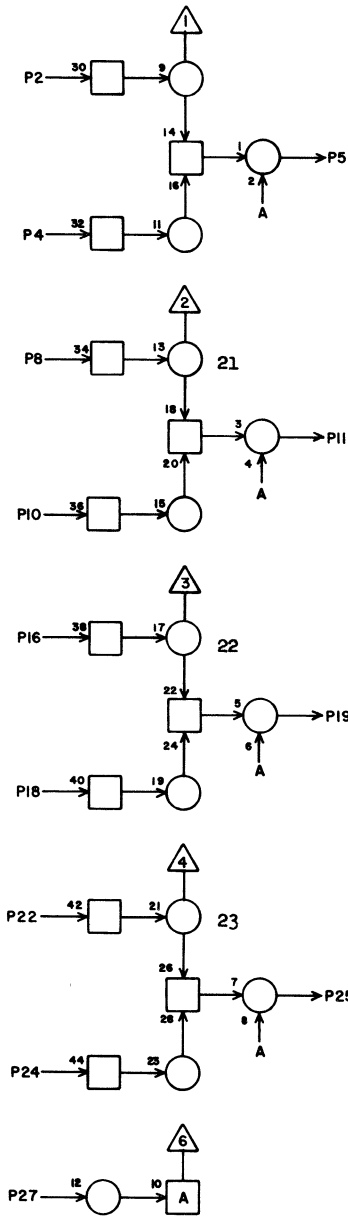 1
P2 30 9
14 1 P5
16 2
P4 32 11 A
2
P8 34 13 21
18 3 P11
20 4
P10 36 15 A
3
P16 38 17 22
22 5 P19
24 6
P18 40 19 A
4
P22 42 21 23
26 7 P25
28 8
P24 44 23 A
6
P27 12 10 A